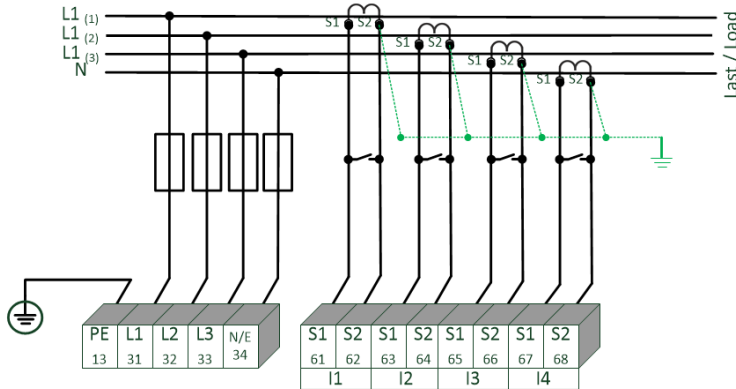 L1 (1)
L1 (2)
L1 (3)
N
S1 S2
S1 S2
S1 S2
S1 S2
Last / Load
PE L1 L2 L3 N/E
13 31 32 33 34
S1 S2 S1 S2 S1 S2 S1 S2
61 62 63 64 65 66 67 68
I1 I2 I3 I4